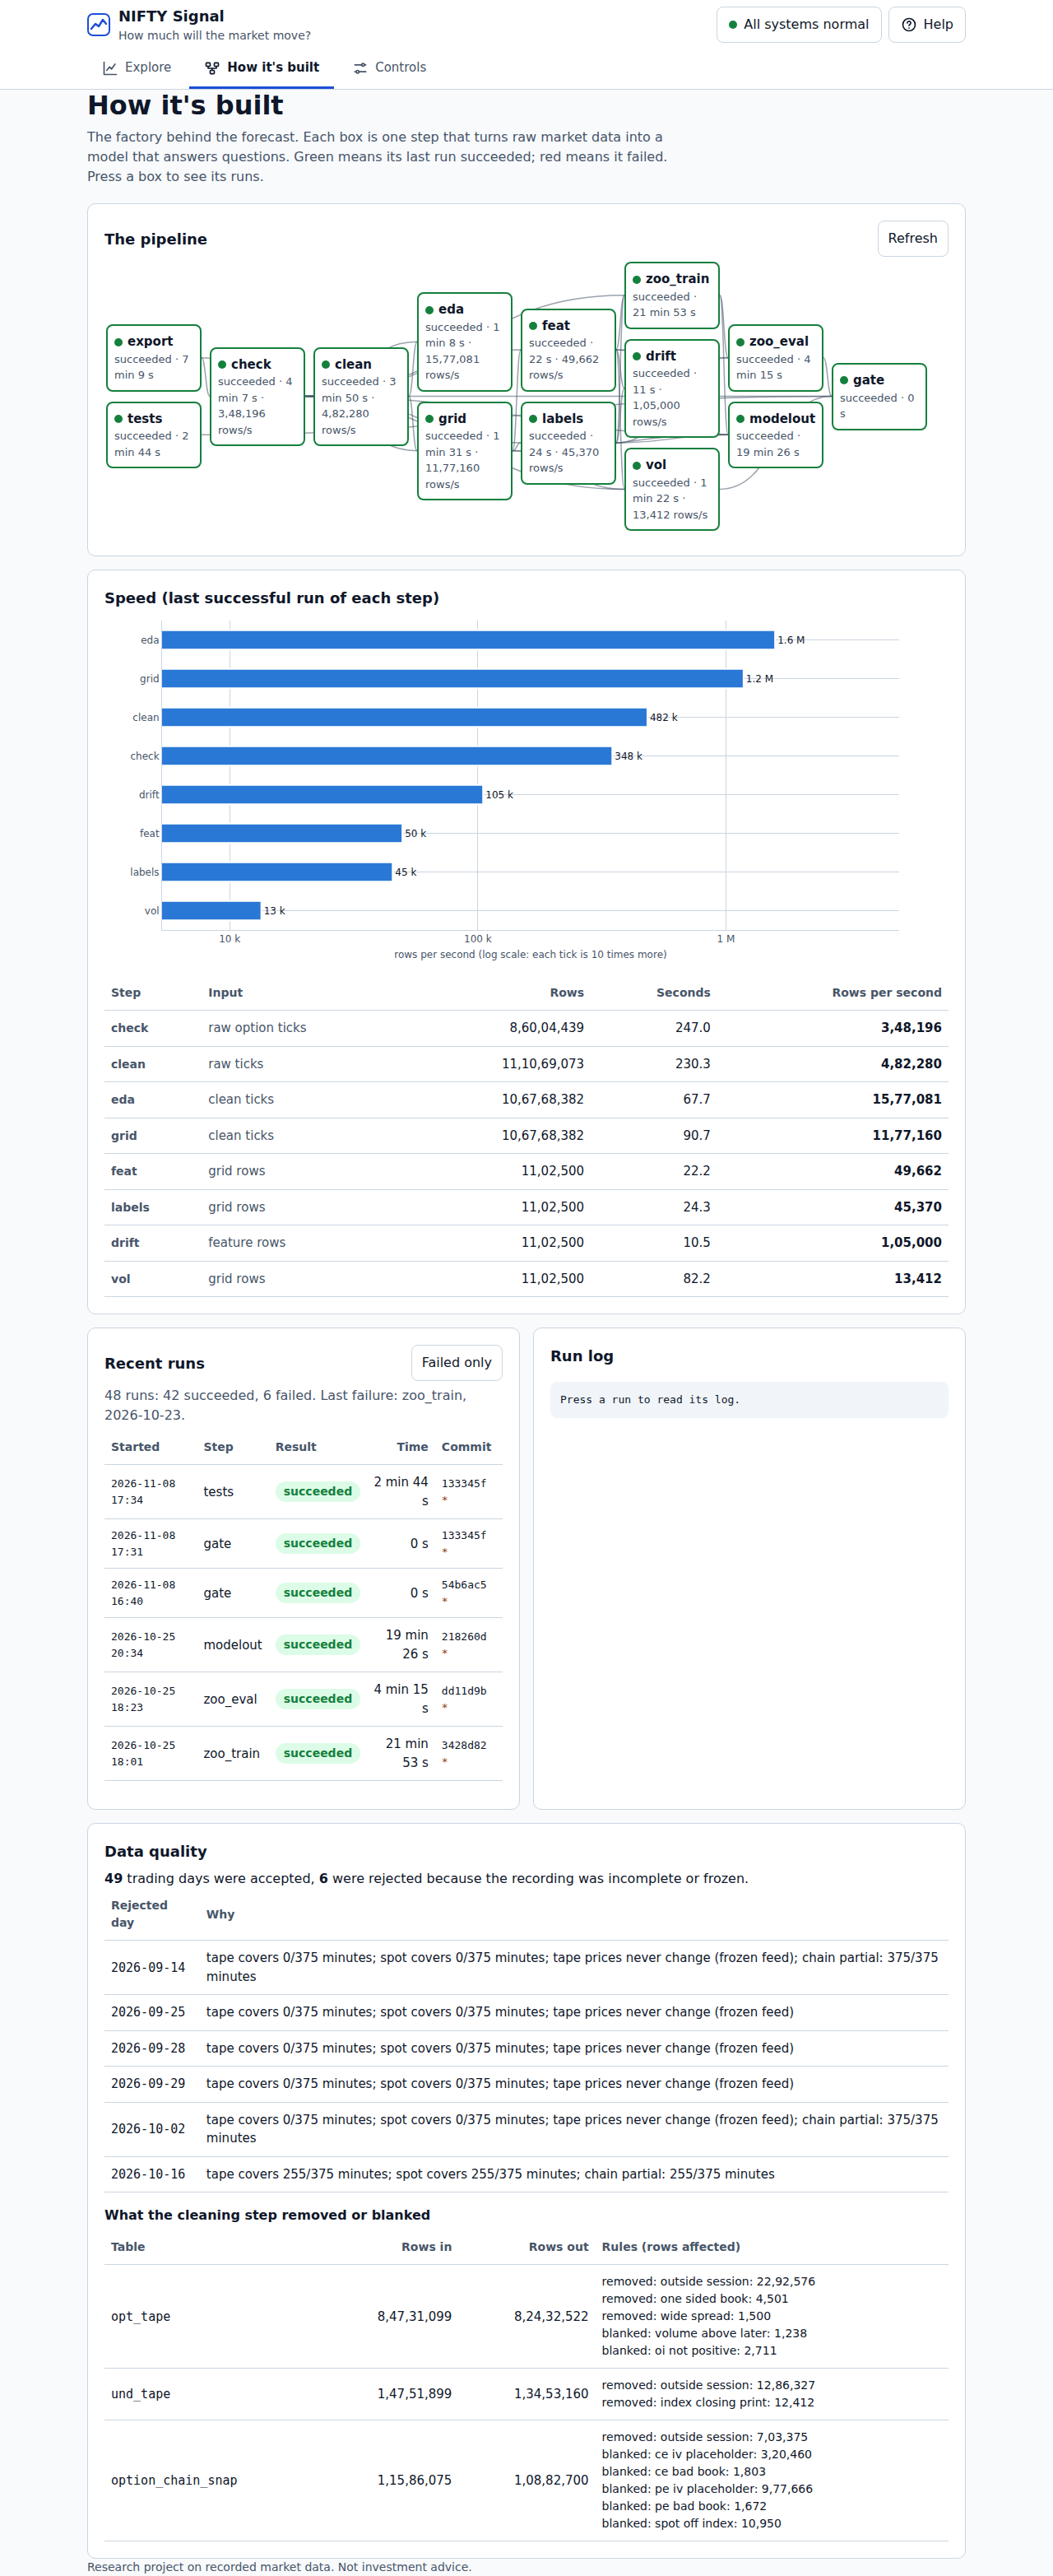 NIFTY Signal
How much will the market move?
All systems normal
Help
Explore
How it's built
Controls
How it's built
The factory behind the forecast. Each box is one step that turns raw market data into a
model that answers questions. Green means its last run succeeded; red means it failed.
Press a box to see its runs.
The pipeline
Refresh
export
succeeded · 7
min 9 s
tests
succeeded · 2
min 44 s
check
succeeded · 4
min 7 s ·
3,48,196
rows/s
clean
succeeded · 3
min 50 s ·
4,82,280
rows/s
eda
succeeded · 1
min 8 s ·
15,77,081
rows/s
grid
succeeded · 1
min 31 s ·
11,77,160
rows/s
feat
succeeded ·
22 s · 49,662
rows/s
labels
succeeded ·
24 s · 45,370
rows/s
zoo_train
succeeded ·
21 min 53 s
drift
succeeded ·
11 s ·
1,05,000
rows/s
vol
succeeded · 1
min 22 s ·
13,412 rows/s
zoo_eval
succeeded · 4
min 15 s
modelout
succeeded ·
19 min 26 s
gate
succeeded · 0
s
Speed (last successful run of each step)
eda 1.6 M
grid 1.2 M
clean 482 k
check 348 k
drift 105 k
feat 50 k
labels 45 k
vol 13 k
10 k 100 k 1 M
rows per second (log scale: each tick is 10 times more)
Step Input Rows Seconds Rows per second
check raw option ticks 8,60,04,439 247.0 3,48,196
clean raw ticks 11,10,69,073 230.3 4,82,280
eda clean ticks 10,67,68,382 67.7 15,77,081
grid clean ticks 10,67,68,382 90.7 11,77,160
feat grid rows 11,02,500 22.2 49,662
labels grid rows 11,02,500 24.3 45,370
drift feature rows 11,02,500 10.5 1,05,000
vol grid rows 11,02,500 82.2 13,412
Recent runs
Failed only
48 runs: 42 succeeded, 6 failed. Last failure: zoo_train,
2026-10-23.
Started Step Result Time Commit
2026-11-08 17:34 tests succeeded 2 min 44 s 133345f *
2026-11-08 17:31 gate succeeded 0 s 133345f *
2026-11-08 16:40 gate succeeded 0 s 54b6ac5 *
2026-10-25 20:34 modelout succeeded 19 min 26 s 218260d *
2026-10-25 18:23 zoo_eval succeeded 4 min 15 s dd11d9b *
2026-10-25 18:01 zoo_train succeeded 21 min 53 s 3428d82 *
Run log
Press a run to read its log.
Data quality
49 trading days were accepted, 6 were rejected because the recording was incomplete or frozen.
Rejected day Why
2026-09-14 tape covers 0/375 minutes; spot covers 0/375 minutes; tape prices never change (frozen feed); chain partial: 375/375
minutes
2026-09-25 tape covers 0/375 minutes; spot covers 0/375 minutes; tape prices never change (frozen feed)
2026-09-28 tape covers 0/375 minutes; spot covers 0/375 minutes; tape prices never change (frozen feed)
2026-09-29 tape covers 0/375 minutes; spot covers 0/375 minutes; tape prices never change (frozen feed)
2026-10-02 tape covers 0/375 minutes; spot covers 0/375 minutes; tape prices never change (frozen feed); chain partial: 375/375
minutes
2026-10-16 tape covers 255/375 minutes; spot covers 255/375 minutes; chain partial: 255/375 minutes
What the cleaning step removed or blanked
Table Rows in Rows out Rules (rows affected)
opt_tape 8,47,31,099 8,24,32,522
removed: outside session: 22,92,576
removed: one sided book: 4,501
removed: wide spread: 1,500
blanked: volume above later: 1,238
blanked: oi not positive: 2,711
und_tape 1,47,51,899 1,34,53,160
removed: outside session: 12,86,327
removed: index closing print: 12,412
option_chain_snap 1,15,86,075 1,08,82,700
removed: outside session: 7,03,375
blanked: ce iv placeholder: 3,20,460
blanked: ce bad book: 1,803
blanked: pe iv placeholder: 9,77,666
blanked: pe bad book: 1,672
blanked: spot off index: 10,950
Research project on recorded market data. Not investment advice.